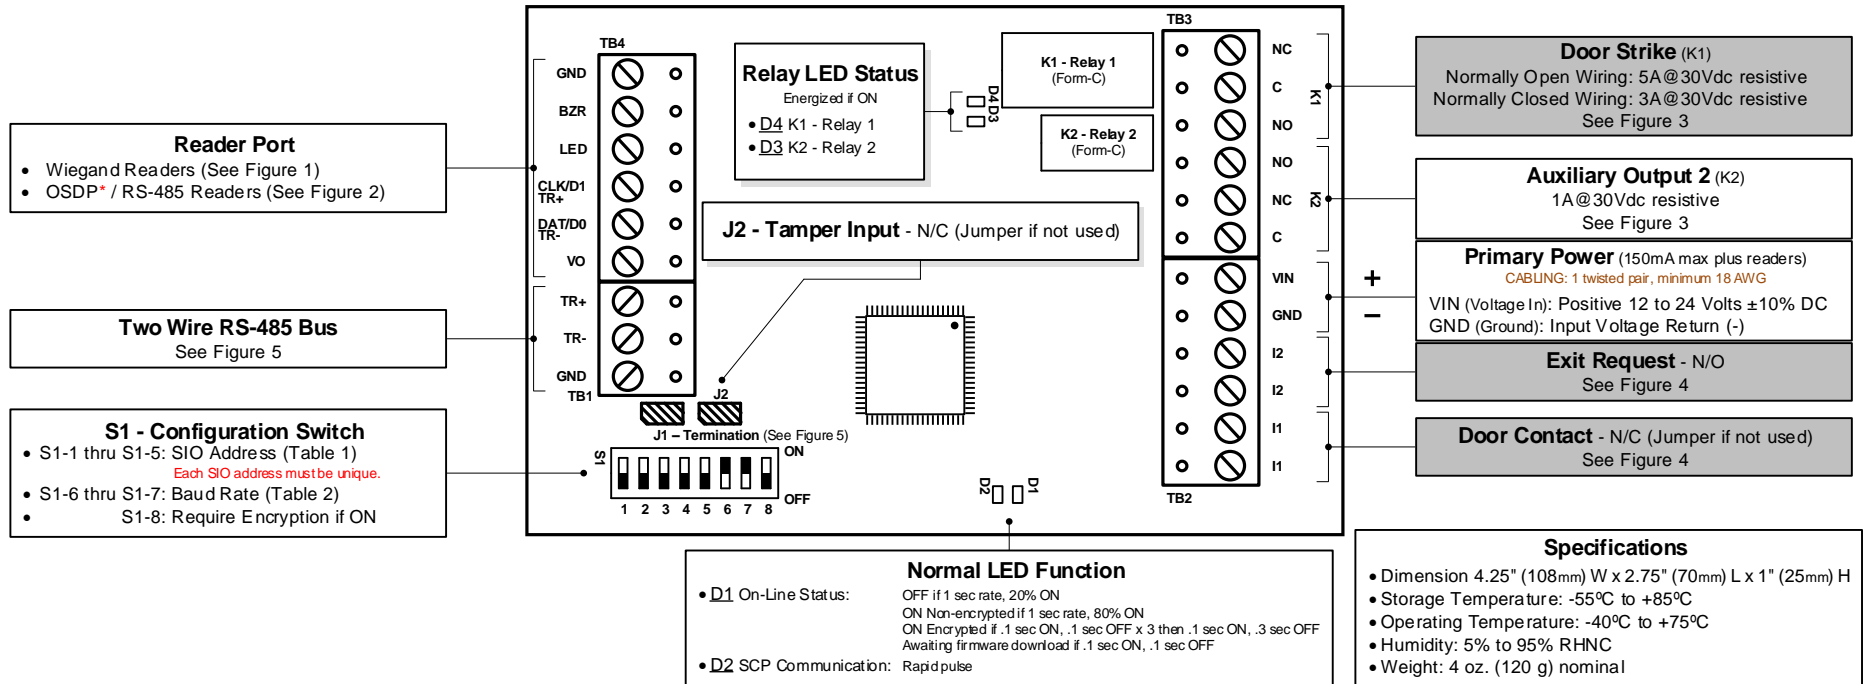 Reader Port
• Wiegand Readers (See Figure 1)
• OSDP* / RS-485 Readers (See Figure 2)
Two Wire RS-485 Bus
See Figure 5
S1 - Configuration Switch
• S1-1 thru S1-5: SIO Address (Table 1)
Each SIO address must be unique.
• S1-6 thru S1-7: Baud Rate (Table 2)
• S1-8: Require Encryption if ON
TB4
GND
BZR
LED
CLK/D1
TR+
DAT/D0
TR-
VO
TR+
TR-
GND
TB1
Relay LED Status
Energized if ON
• D4 K1 - Relay 1
• D3 K2 - Relay 2
D4
D3
K1 - Relay 1
(Form-C)
K2 - Relay 2
(Form-C)
J2 - Tamper Input - N/C (Jumper if not used)
J2
J1 – Termination (See Figure 5)
S1
ON
OFF
1 2 3 4 5 6 7 8
D2
D1
TB3
NC
C
NO
K1
NO
NC
C
K2
VIN
GND
+
−
I2
I2
I1
I1
TB2
Door Strike (K1)
Normally Open Wiring: 5A@30Vdc resistive
Normally Closed Wiring: 3A@30Vdc resistive
See Figure 3
Auxiliary Output 2 (K2)
1A@30Vdc resistive
See Figure 3
Primary Power (150mA max plus readers)
CABLING: 1 twisted pair, minimum 18 AWG
VIN (Voltage In): Positive 12 to 24 Volts ±10% DC
GND (Ground): Input Voltage Return (-)
Exit Request - N/O
See Figure 4
Door Contact - N/C (Jumper if not used)
See Figure 4
Normal LED Function
• D1 On-Line Status: OFF if 1 sec rate, 20% ON
ON Non-encrypted if 1 sec rate, 80% ON
ON Encrypted if .1 sec ON, .1 sec OFF x 3 then .1 sec ON, .3 sec OFF
Awaiting firmware download if .1 sec ON, .1 sec OFF
• D2 SCP Communication: Rapid pulse
Specifications
• Dimension 4.25" (108mm) W x 2.75" (70mm) L x 1" (25mm) H
• Storage Temperature: -55ºC to +85ºC
• Operating Temperature: -40ºC to +75ºC
• Humidity: 5% to 95% RHNC
• Weight: 4 oz. (120 g) nominal